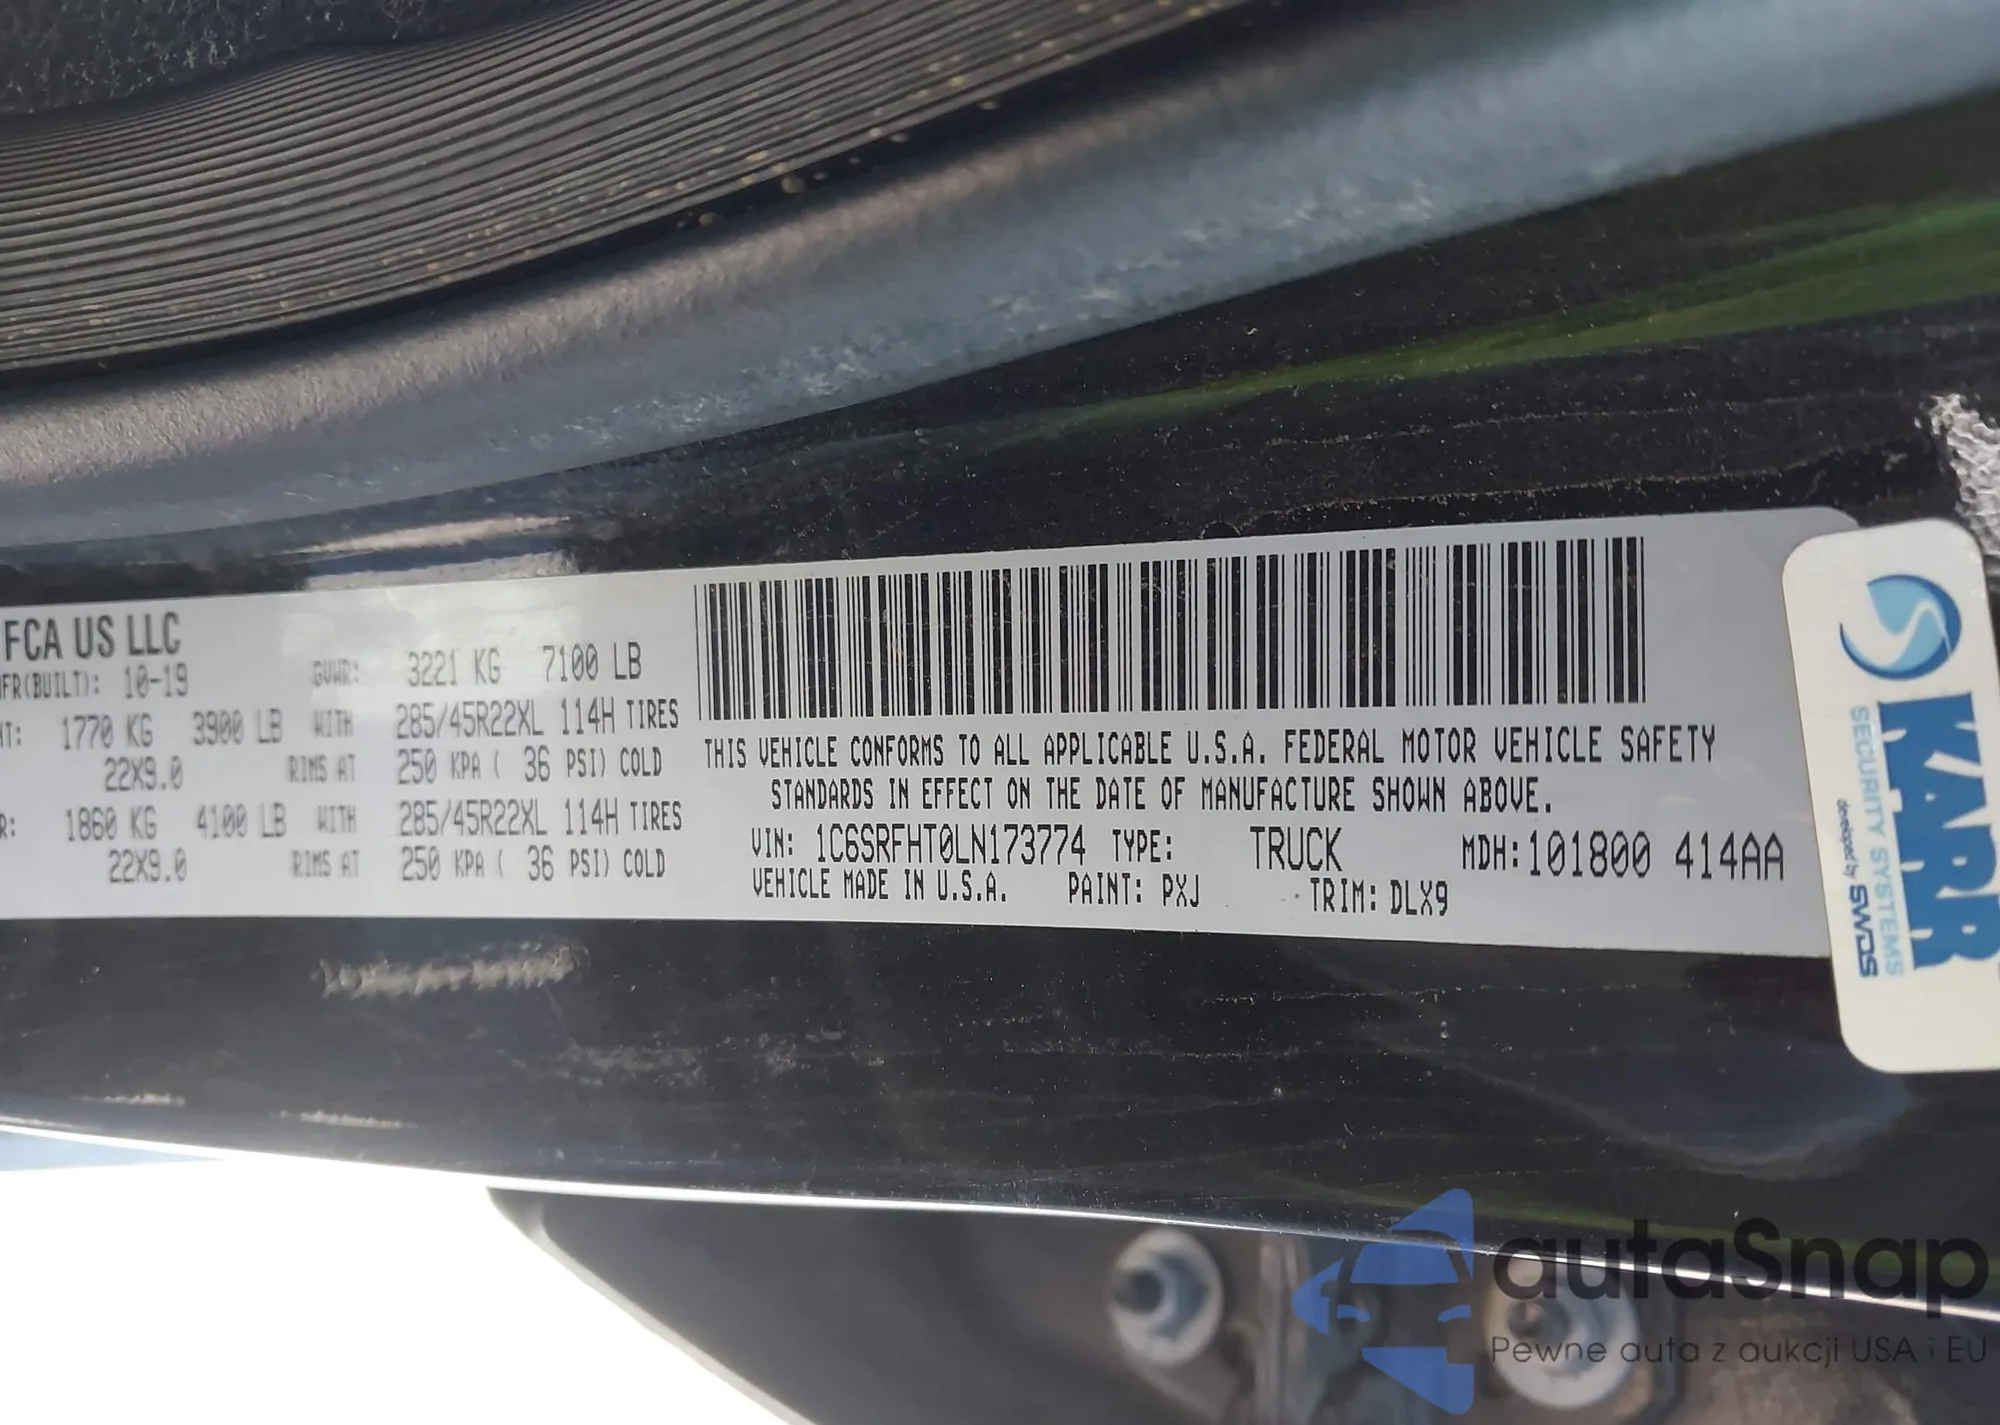 FCA US LLC
FR(BUILT): 10-19 GVWR: 3221 KG 7100 LB
NT: 1770 KG 3900 LB WITH 285/45R22XL 114H TIRES
22X9.0 RIMS AT 250 KPA ( 36 PSI) COLD
R: 1860 KG 4100 LB WITH 285/45R22XL 114H TIRES
22X9.0 RIMS AT 250 KPA ( 36 PSI) COLD
THIS VEHICLE CONFORMS TO ALL APPLICABLE U.S.A. FEDERAL MOTOR VEHICLE SAFETY
STANDARDS IN EFFECT ON THE DATE OF MANUFACTURE SHOWN ABOVE.
VIN: 1C6SRFHT0LN173774 TYPE: TRUCK MDH:101800 414AA
VEHICLE MADE IN U.S.A. PAINT: PXJ TRIM: DLX9
KARR
SECURITY SYSTEMS
developed by SWDS
autaSnap
Pewne auta z aukcji USA i EU